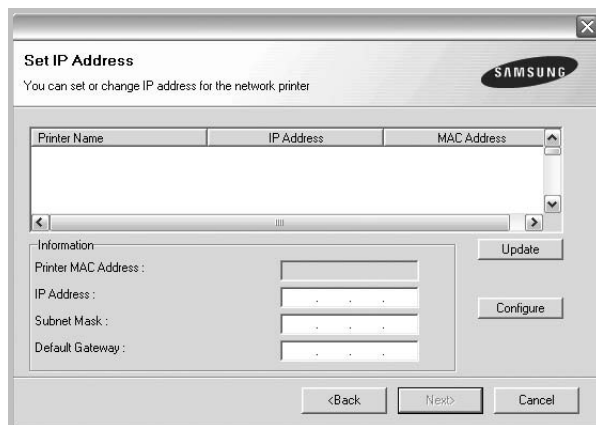 Set IP Address
You can set or change IP address for the network printer
SAMSUNG
Printer Name IP Address MAC Address
Information
Update
Printer MAC Address :
IP Address :
Configure
Subnet Mask :
Default Gateway :
<Back Next> Cancel